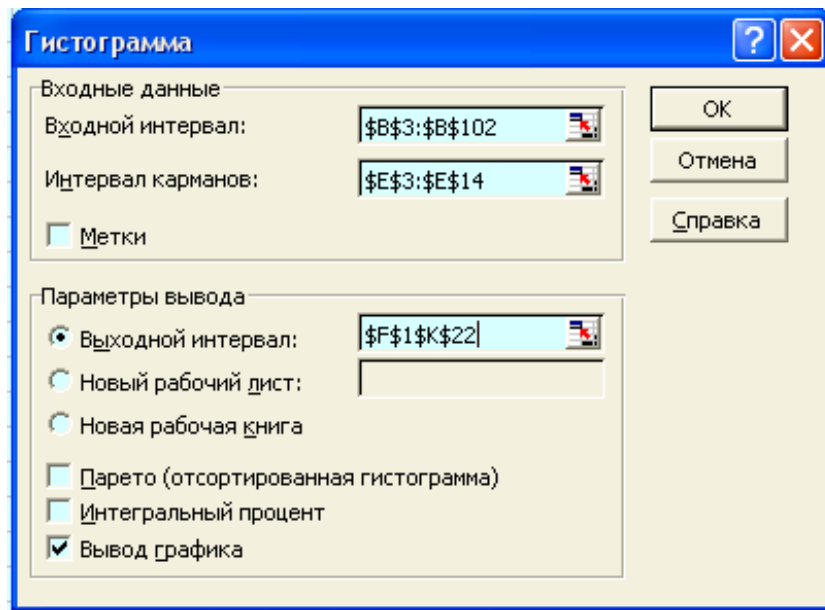 Гистограмма
?
Входные данные
Входной интервал: $B$3:$B$102
Интервал карманов: $E$3:$E$14
Метки
OK
Отмена
Справка
Параметры вывода
Выходной интервал: $F$1$K$22
Новый рабочий лист:
Новая рабочая книга
Парето (отсортированная гистограмма)
Интегральный процент
Вывод графика